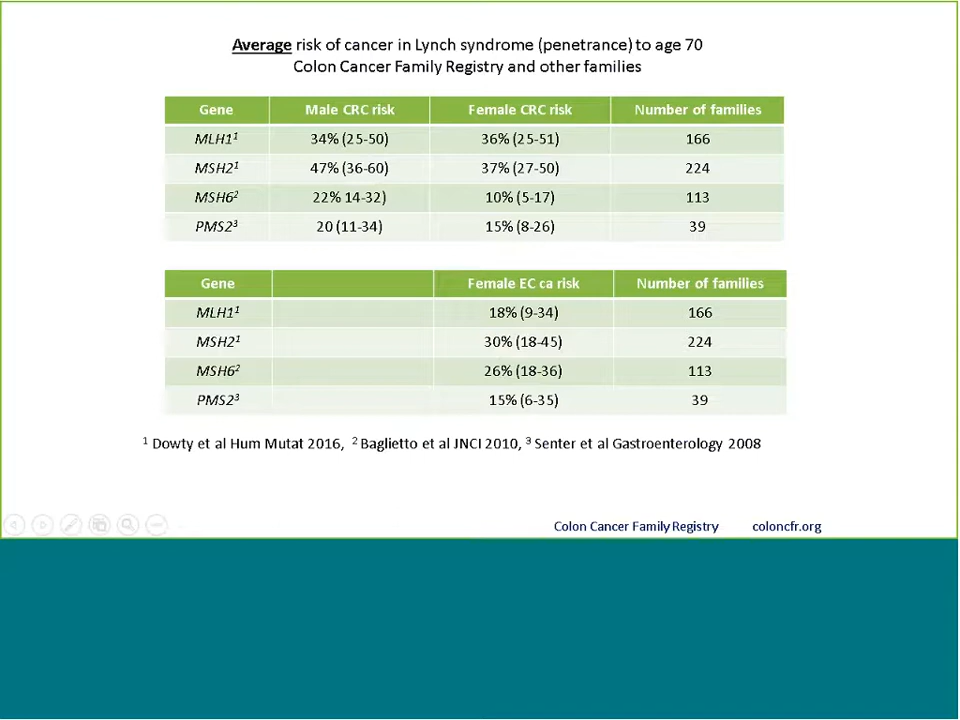 Average risk of cancer in Lynch syndrome (penetrance) to age 70
Colon Cancer Family Registry and other families
Gene Male CRC risk Female CRC risk Number of families
MLH1¹ 34% (25-50) 36% (25-51) 166
MSH2¹ 47% (36-60) 37% (27-50) 224
MSH6² 22% 14-32) 10% (5-17) 113
PMS2³ 20 (11-34) 15% (8-26) 39
Gene Female EC ca risk Number of families
MLH1¹ 18% (9-34) 166
MSH2¹ 30% (18-45) 224
MSH6² 26% (18-36) 113
PMS2³ 15% (6-35) 39
¹ Dowty et al Hum Mutat 2016, ² Baglietto et al JNCI 2010, ³ Senter et al Gastroenterology 2008
Colon Cancer Family Registry coloncfr.org